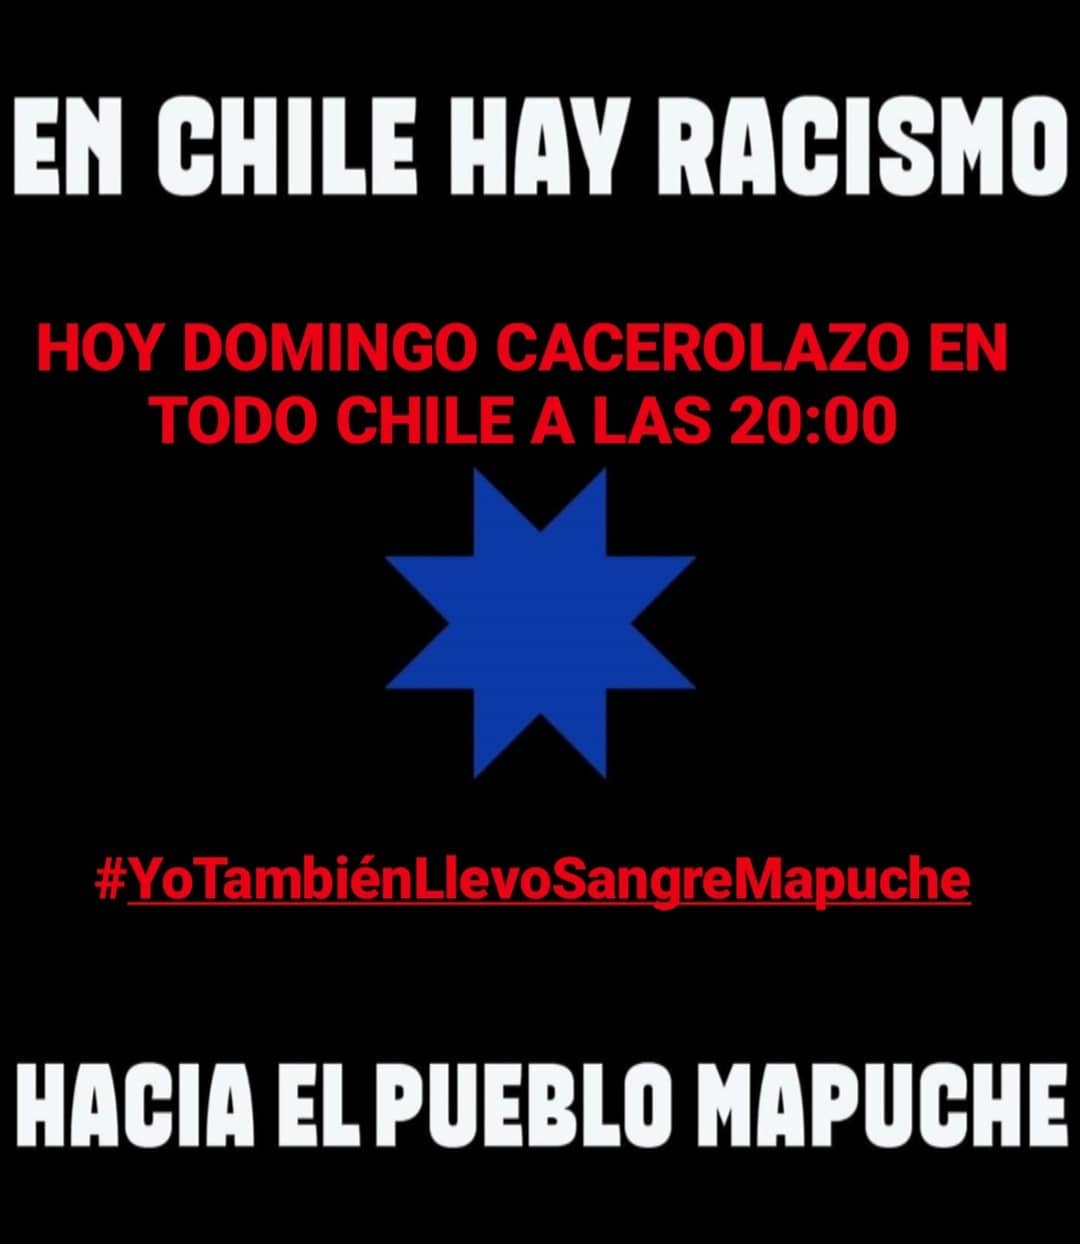 EN CHILE HAY RACISMO
HOY DOMINGO CACEROLAZO EN
TODO CHILE A LAS 20:00
#YoTambiénLlevoSangreMapuche
HACIA EL PUEBLO MAPUCHE